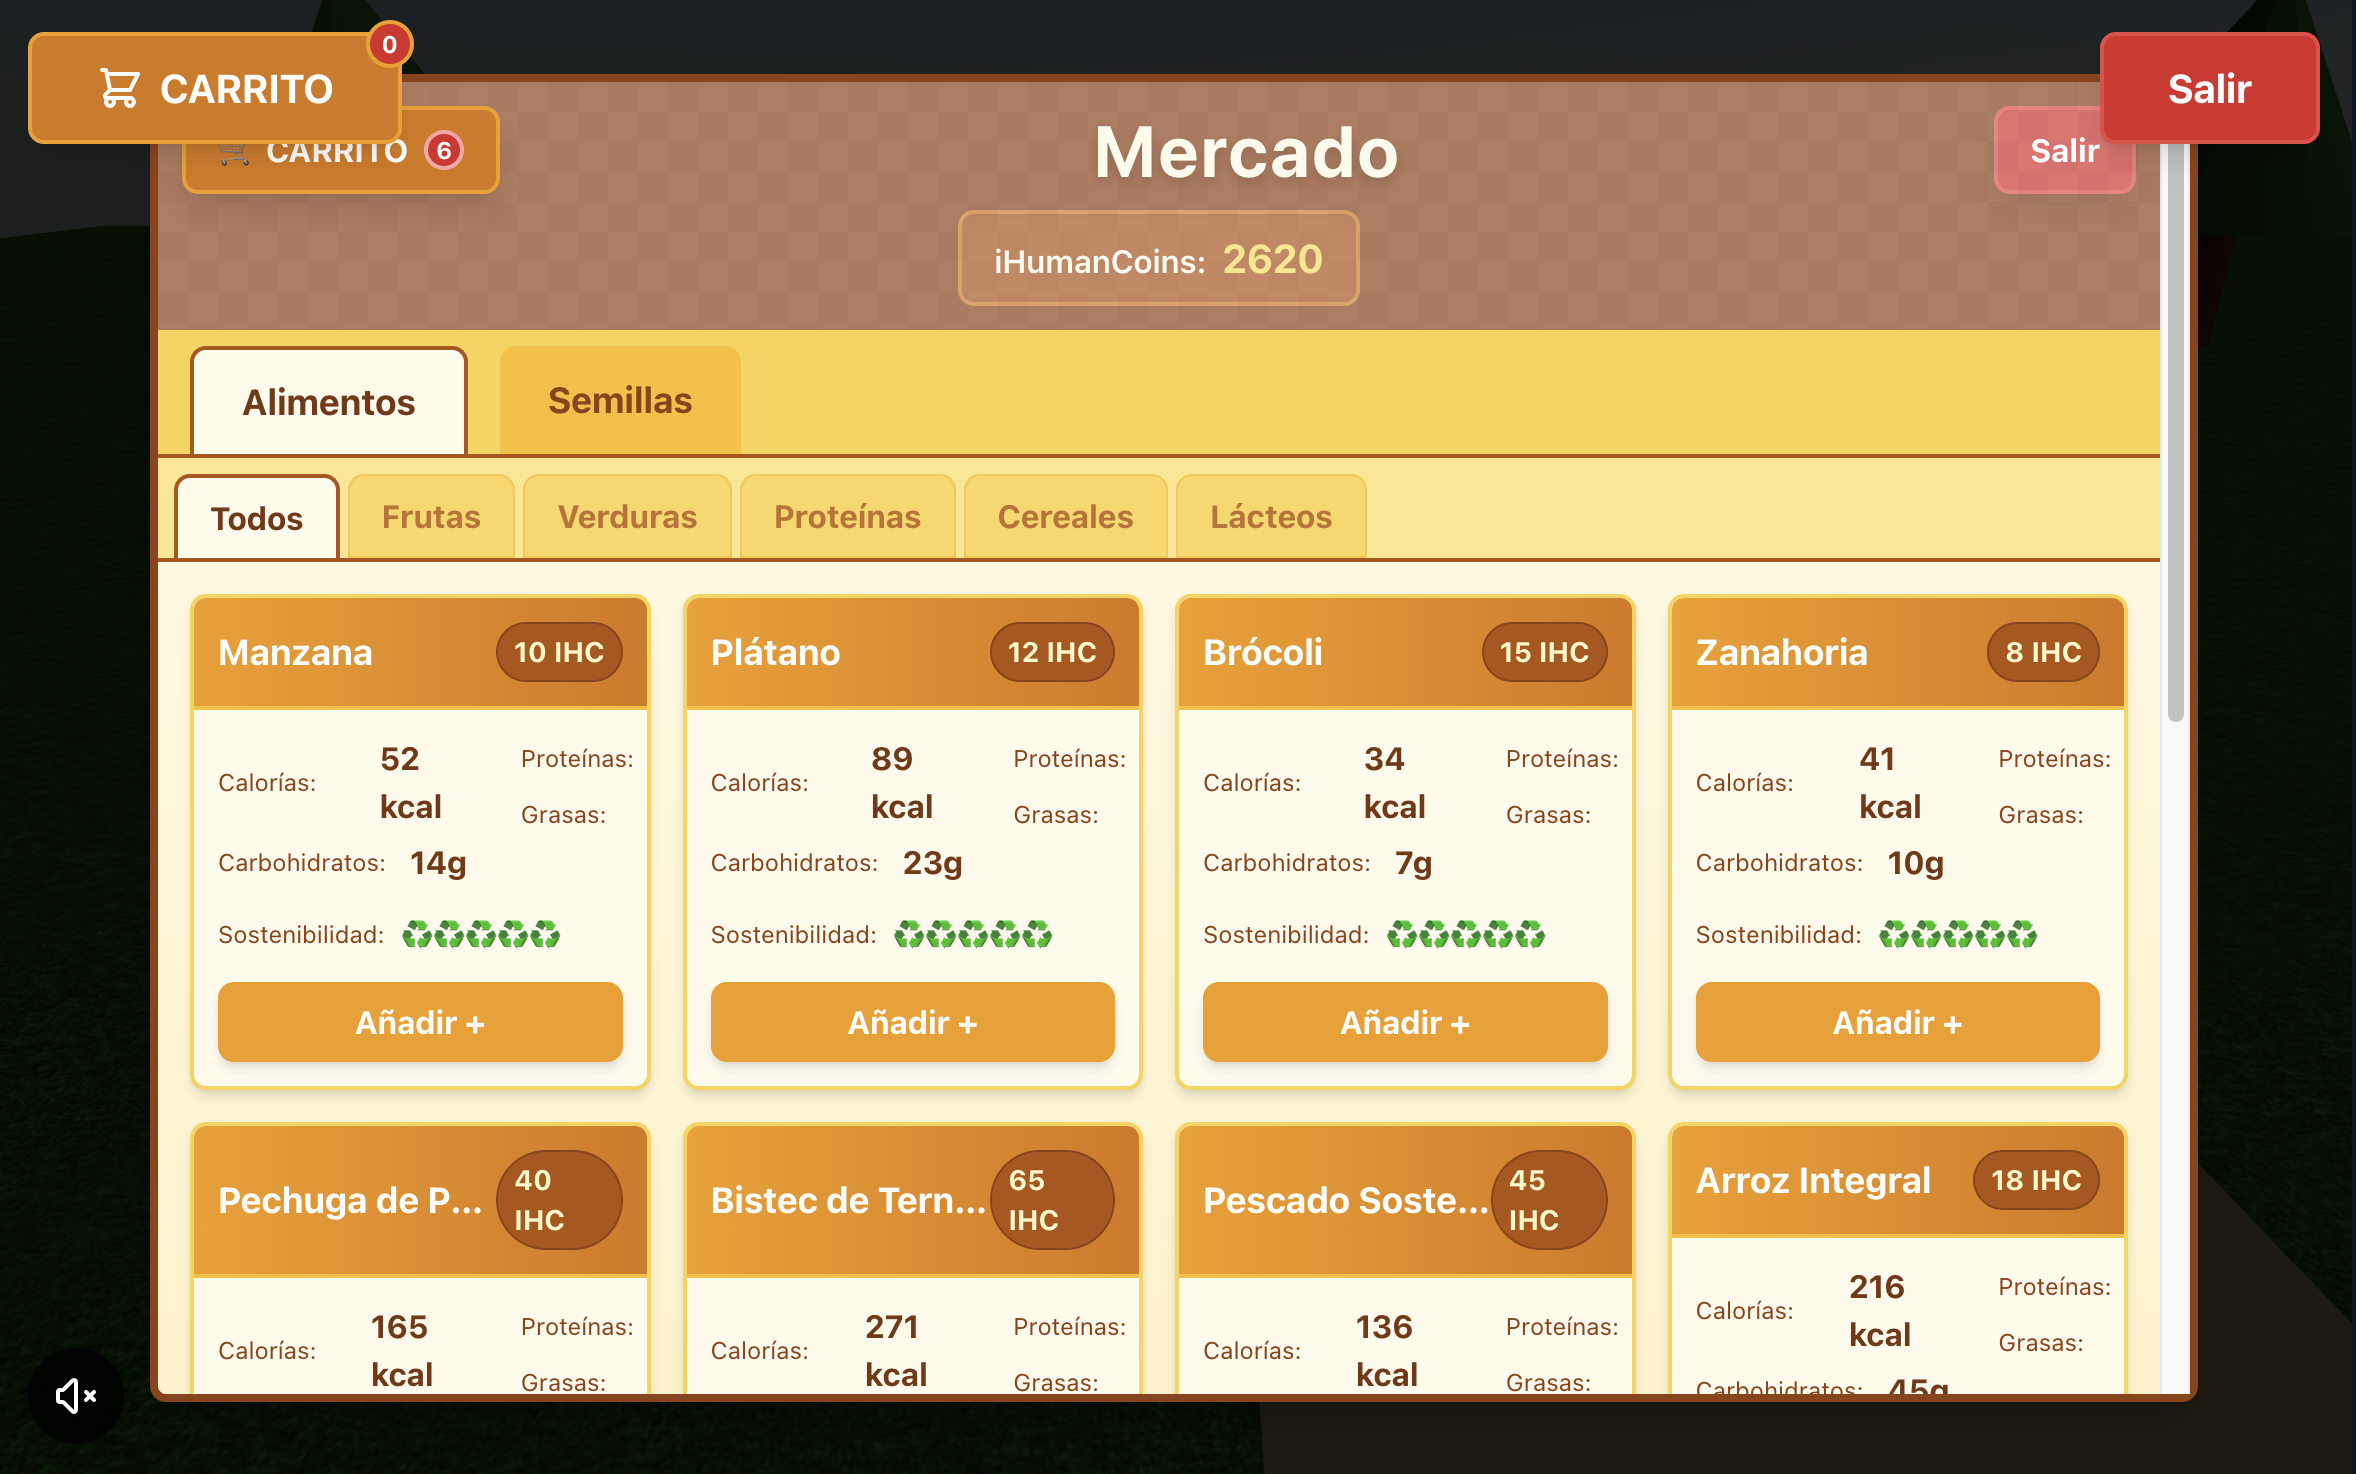 CARRITO
0
Salir
CARRITO 6
Mercado
Salir
iHumanCoins: 2620
Alimentos
Semillas
Todos
Frutas
Verduras
Proteínas
Cereales
Lácteos
Manzana
10 IHC
Calorías:
52
kcal
Proteínas:
Grasas:
Carbohidratos: 14g
Sostenibilidad:
Añadir +
Plátano
12 IHC
Calorías:
89
kcal
Proteínas:
Grasas:
Carbohidratos: 23g
Sostenibilidad:
Añadir +
Brócoli
15 IHC
Calorías:
34
kcal
Proteínas:
Grasas:
Carbohidratos: 7g
Sostenibilidad:
Añadir +
Zanahoria
8 IHC
Calorías:
41
kcal
Proteínas:
Grasas:
Carbohidratos: 10g
Sostenibilidad:
Añadir +
Pechuga de P...
40
IHC
Calorías:
165
kcal
Proteínas:
Grasas:
Bistec de Tern...
65
IHC
Calorías:
271
kcal
Proteínas:
Grasas:
Pescado Soste...
45
IHC
Calorías:
136
kcal
Proteínas:
Grasas:
Arroz Integral
18 IHC
Calorías:
216
kcal
Proteínas:
Grasas:
Carbohidratos: 45g